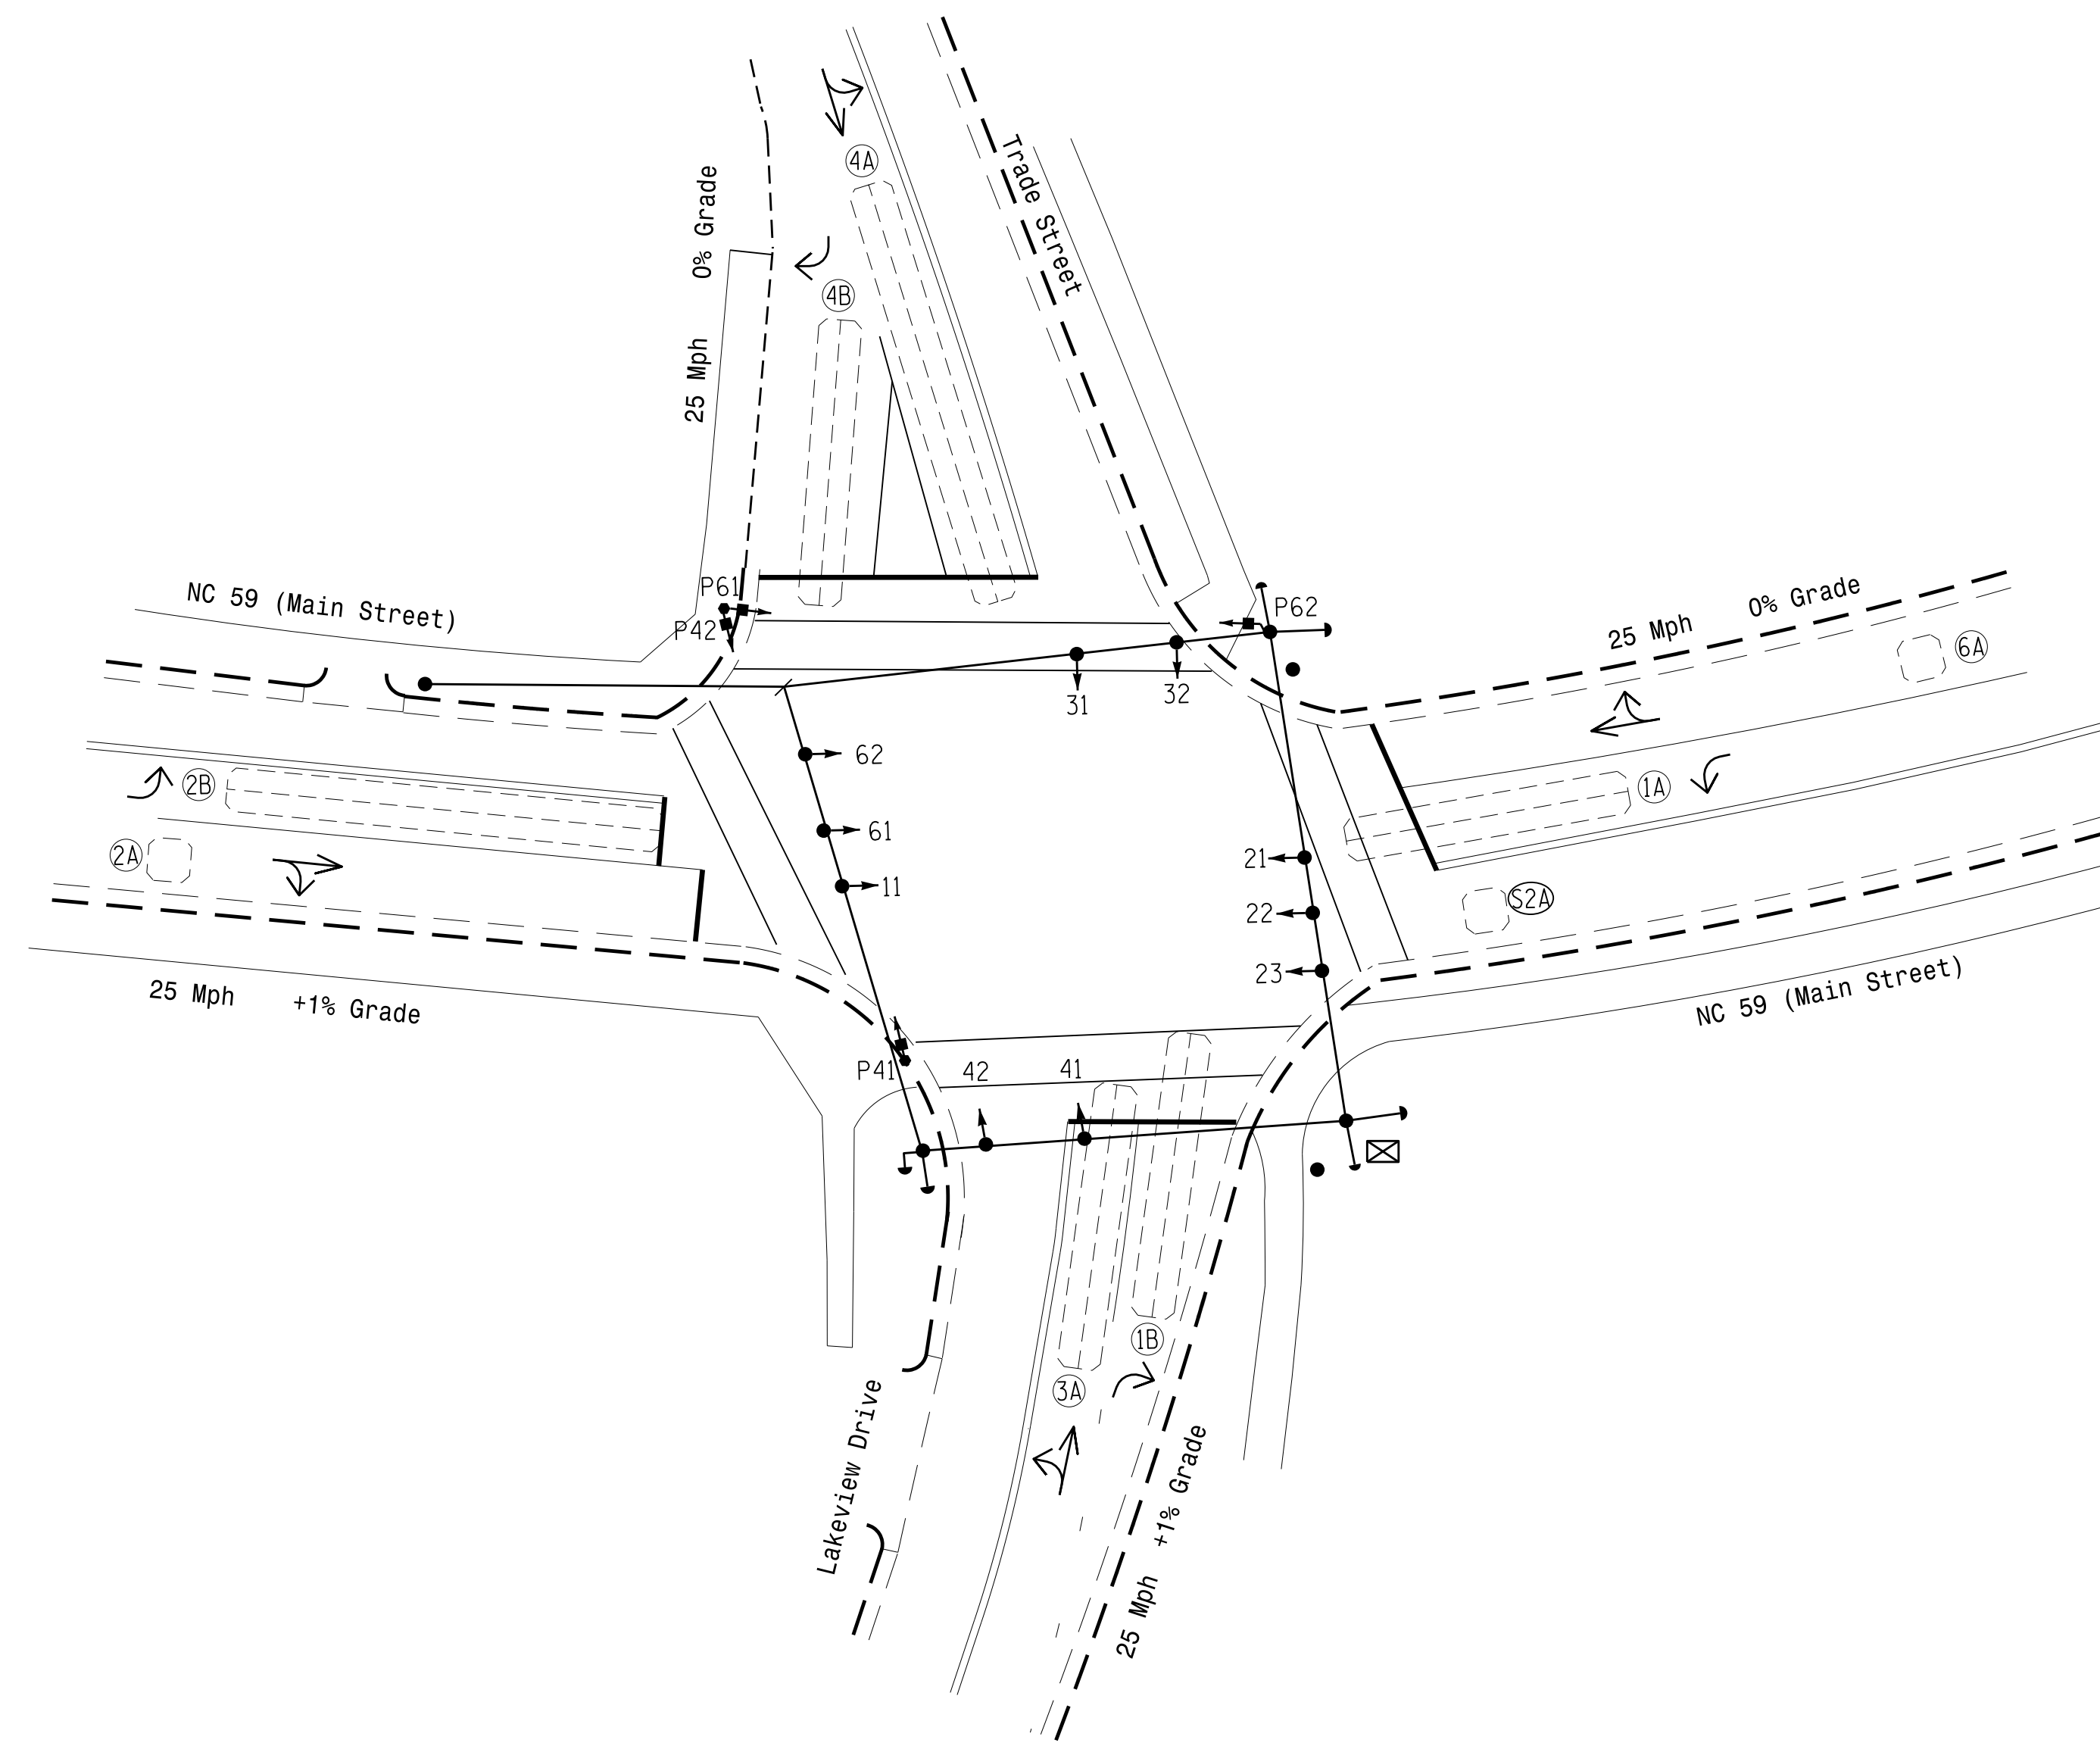 4A
Trade Street
25 Mph 0% Grade
4B
NC 59 (Main Street)
P61
P62
P42
25 Mph 0% Grade
6A
31
32
62
2B
1A
61
2A
21
11
S2A
22
23
NC 59 (Main Street)
25 Mph +1% Grade
P41
42
41
1B
3A
Lakeview Drive
25 Mph +1% Grade